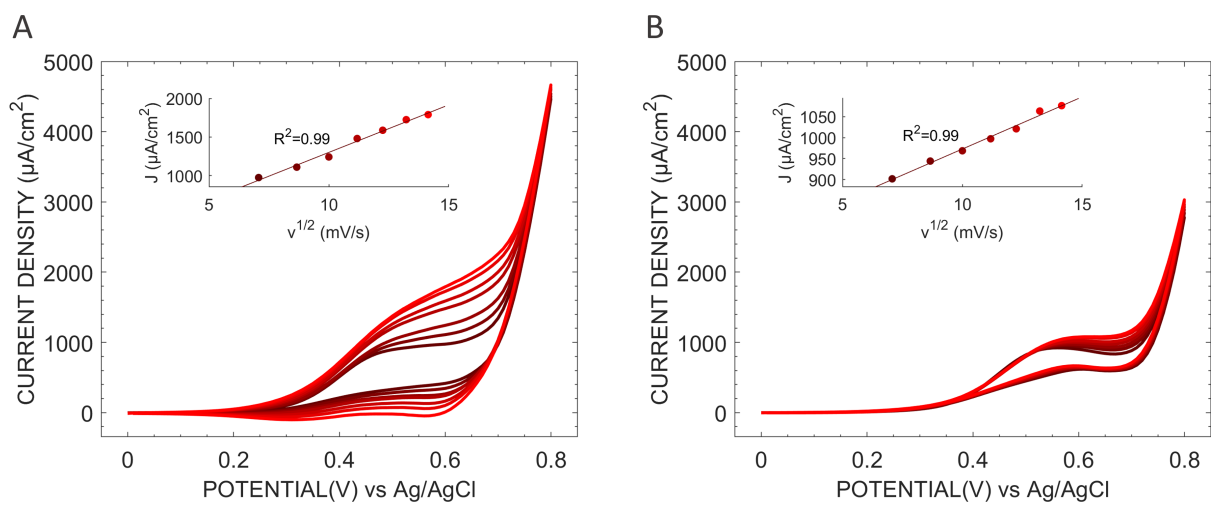 A
CURRENT DENSITY (µA/cm2)
5000
4000
3000
2000
1000
0
0
0.2
0.4
0.6
0.8
POTENTIAL(V) vs Ag/AgCl
J (µA/cm2)
2000
1500
1000
R2=0.99
5
10
15
v1/2 (mV/s)
B
CURRENT DENSITY (µA/cm2)
5000
4000
3000
2000
1000
0
0
0.2
0.4
0.6
0.8
POTENTIAL(V) vs Ag/AgCl
J (µA/cm2)
1050
1000
950
900
R2=0.99
5
10
15
v1/2 (mV/s)